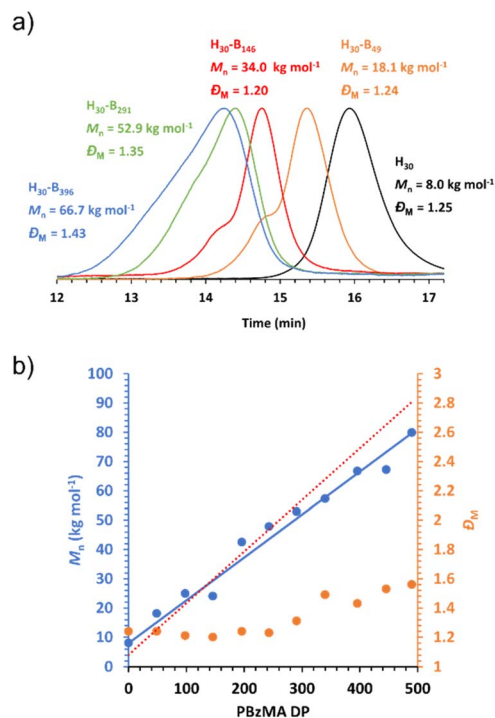 a)
H30-B146
Mn = 34.0 kg mol-1
ĐM = 1.20
H30-B49
Mn = 18.1 kg mol-1
ĐM = 1.24
H30-B291
Mn = 52.9 kg mol-1
ĐM = 1.35
H30
Mn = 8.0 kg mol-1
ĐM = 1.25
H30-B396
Mn = 66.7 kg mol-1
ĐM = 1.43
12 13 14 15 16 17
Time (min)
b)
100
90
80
70
60
50
40
30
20
10
0
Mn (kg mol-1)
3
2.8
2.6
2.4
2.2
2
1.8
1.6
1.4
1.2
1
ĐM
0 100 200 300 400 500
PBzMA DP